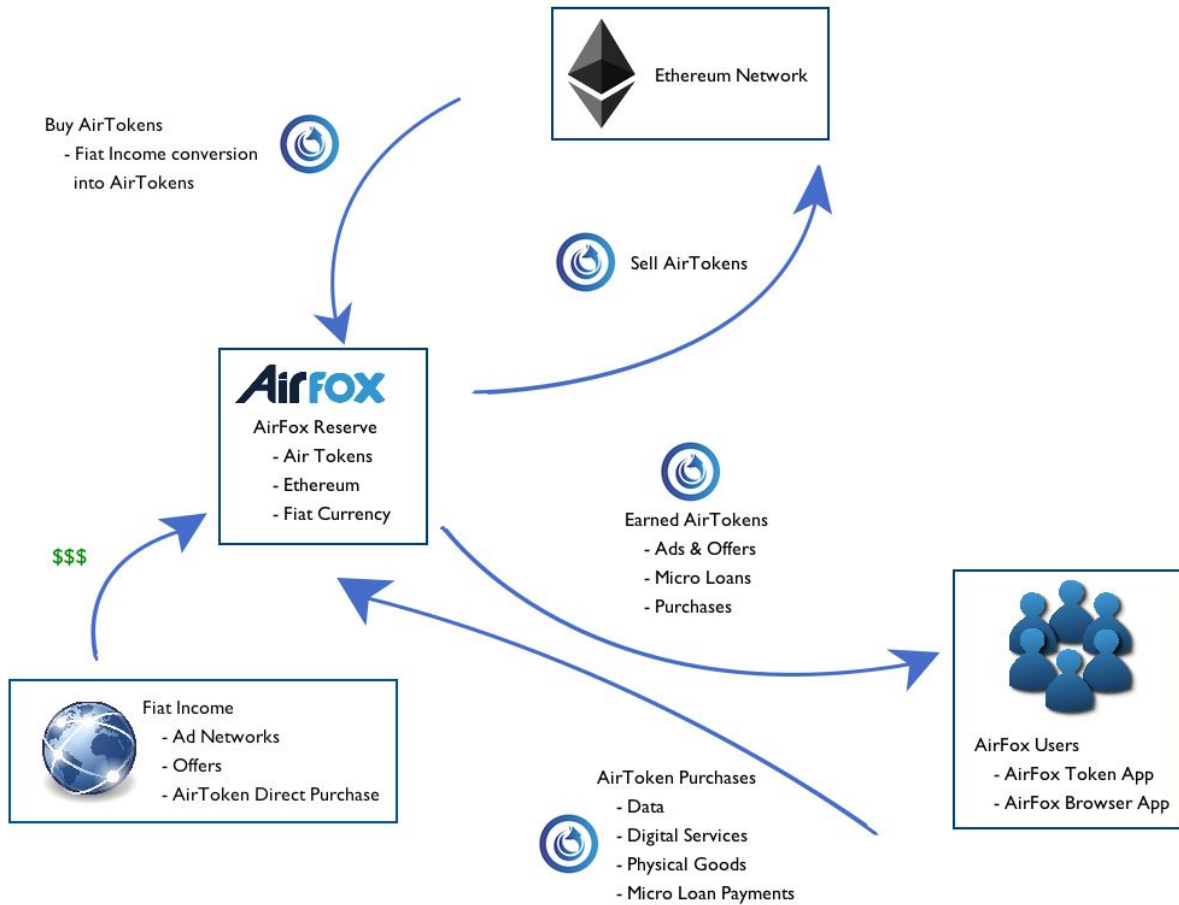 Ethereum Network
Buy AirTokens
- Fiat Income conversion
into AirTokens
Sell AirTokens
AirFox
AirFox Reserve
- Air Tokens
- Ethereum
- Fiat Currency
Earned AirTokens
- Ads & Offers
- Micro Loans
- Purchases
$$$
Fiat Income
- Ad Networks
- Offers
- AirToken Direct Purchase
AirFox Users
- AirFox Token App
- AirFox Browser App
AirToken Purchases
- Data
- Digital Services
- Physical Goods
- Micro Loan Payments